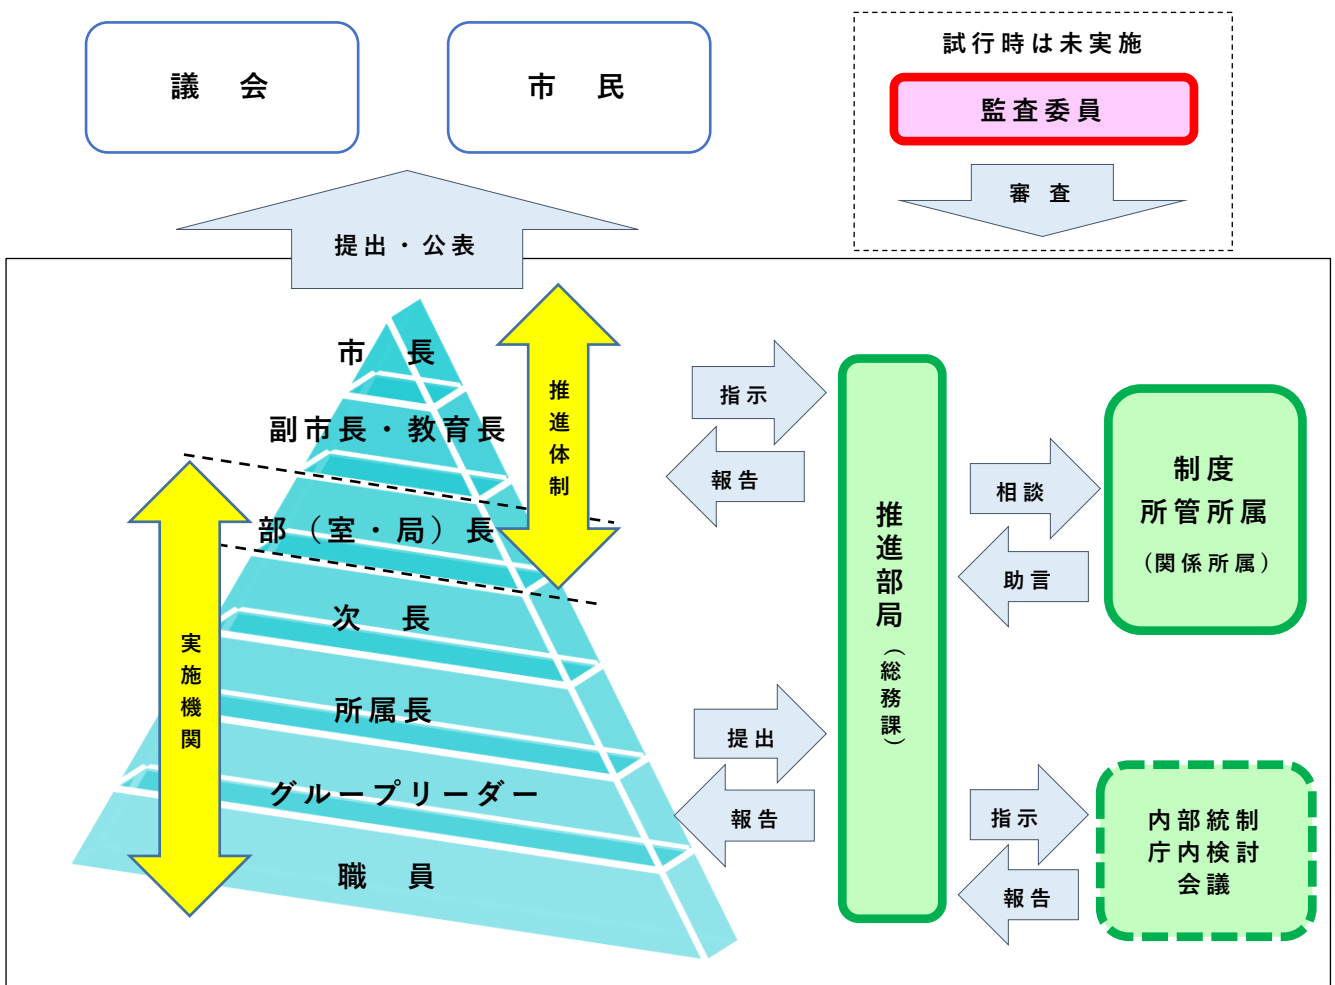 議会
市民
試行時は未実施
監査委員
審査
提出・公表
市長
副市長・教育長
部（室・局）長
次長
所属長
グループリーダー
職員
推進体制
実施機関
指示
報告
提出
報告
推進部局
（総務課）
相談
助言
制度
所管所属
（関係所属）
指示
報告
内部統制
庁内検討
会議